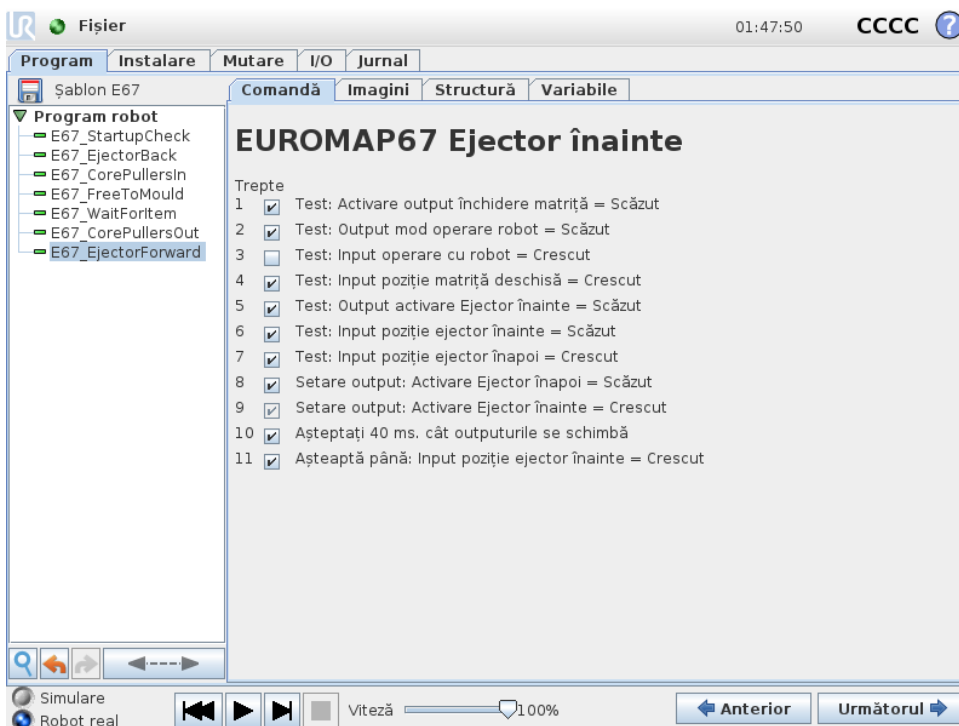 UR Fișier 01:47:50 CCCC ?
Program Instalare Mutare I/O Jurnal
Șablon E67 Comandă Imagini Structură Variabile
Program robot
E67_StartupCheck
E67_EjectorBack
E67_CorePullersIn
E67_FreeToMould
E67_WaitForItem
E67_CorePullersOut
E67_EjectorForward
EUROMAP67 Ejector înainte
Trepte
1 Test: Activare output închidere matriță = Scăzut
2 Test: Output mod operare robot = Scăzut
3 Test: Input operare cu robot = Crescut
4 Test: Input poziție matriță deschisă = Crescut
5 Test: Output activare Ejector înainte = Scăzut
6 Test: Input poziție ejector înainte = Scăzut
7 Test: Input poziție ejector înapoi = Crescut
8 Setare output: Activare Ejector înapoi = Scăzut
9 Setare output: Activare Ejector înainte = Crescut
10 Așteptați 40 ms. cât outputurile se schimbă
11 Așteaptă până: Input poziție ejector înainte = Crescut
Simulare
Robot real
Viteză 100%
Anterior Următorul